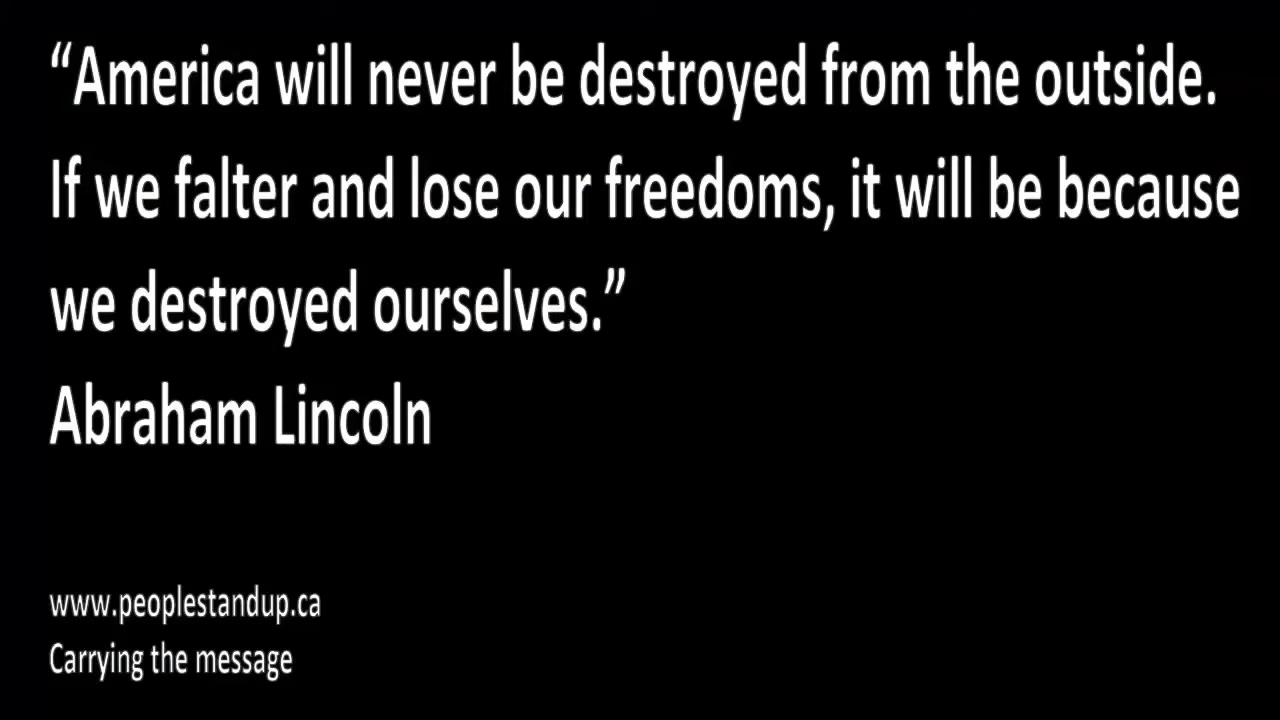 “America will never be destroyed from the outside.
If we falter and lose our freedoms, it will be because
we destroyed ourselves.”
Abraham Lincoln
www.peoplestandup.ca
Carrying the message